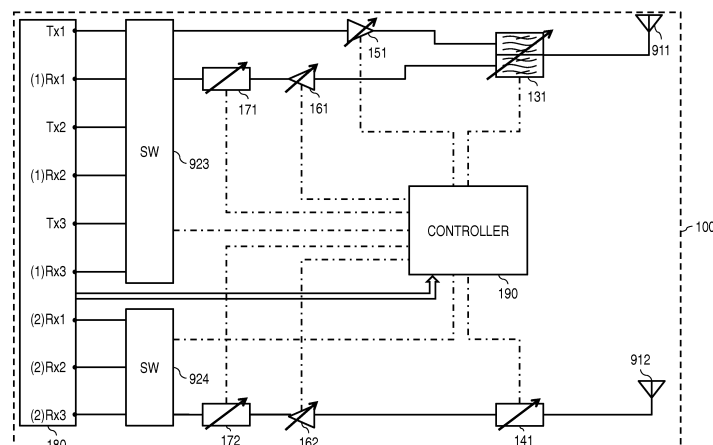 Tx1
(1)Rx1
Tx2
(1)Rx2
Tx3
(1)Rx3
(2)Rx1
(2)Rx2
(2)Rx3
180
SW
923
SW
924
151
171
161
131
911
CONTROLLER
190
100
912
172
162
141